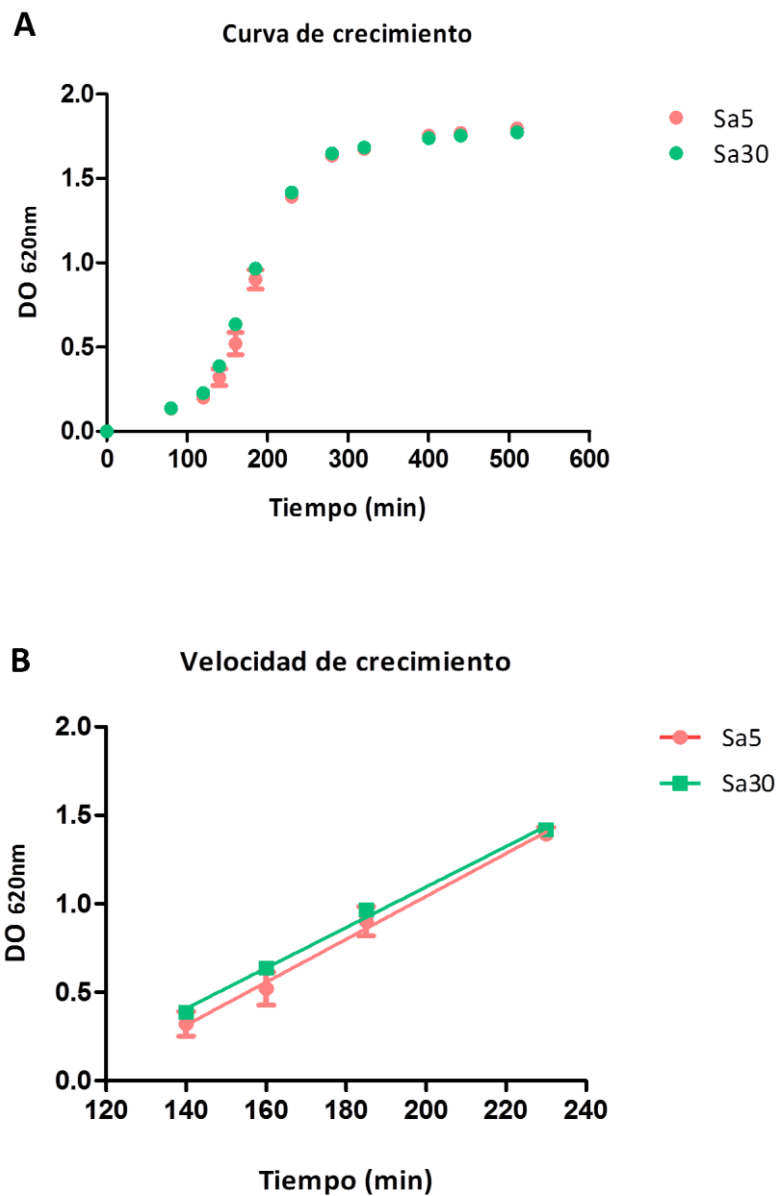 A
Curva de crecimiento
2.0
1.5
1.0
0.5
0.0
DO 620nm
0 100 200 300 400 500 600
Tiempo (min)
Sa5
Sa30
B
Velocidad de crecimiento
2.0
1.5
1.0
0.5
0.0
DO 620nm
120 140 160 180 200 220 240
Tiempo (min)
Sa5
Sa30